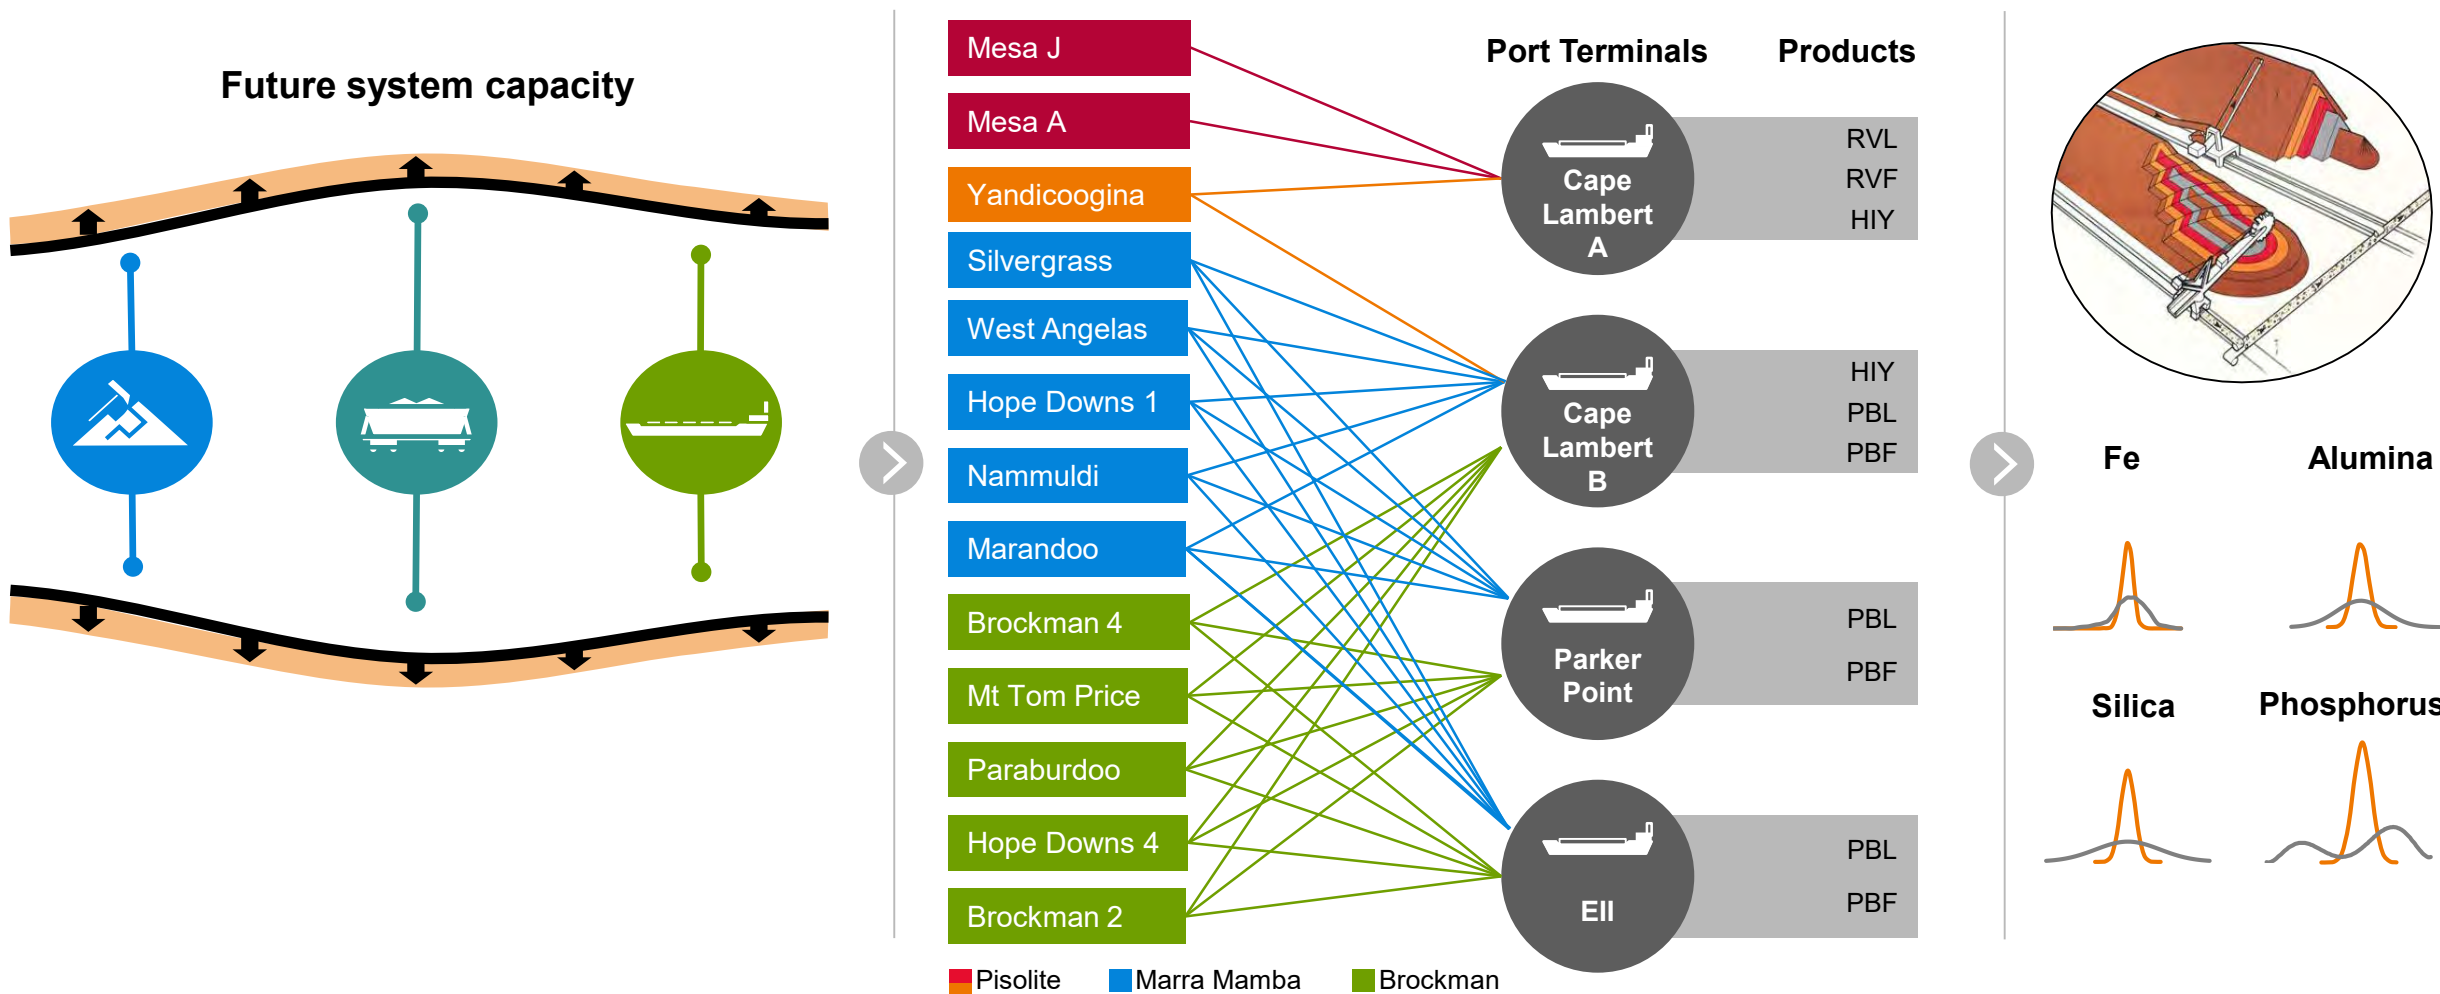 Future system capacity
Mesa J
Mesa A
Yandicoogina
Silvergrass
West Angelas
Hope Downs 1
Nammuldi
Marandoo
Brockman 4
Mt Tom Price
Paraburdoo
Hope Downs 4
Brockman 2
Pisolite
Marra Mamba
Brockman
Port Terminals
Products
Cape
Lambert
A
RVL
RVF
HIY
Cape
Lambert
B
HIY
PBL
PBF
Parker
Point
PBL
PBF
EII
PBL
PBF
Fe
Alumina
Silica
Phosphorus